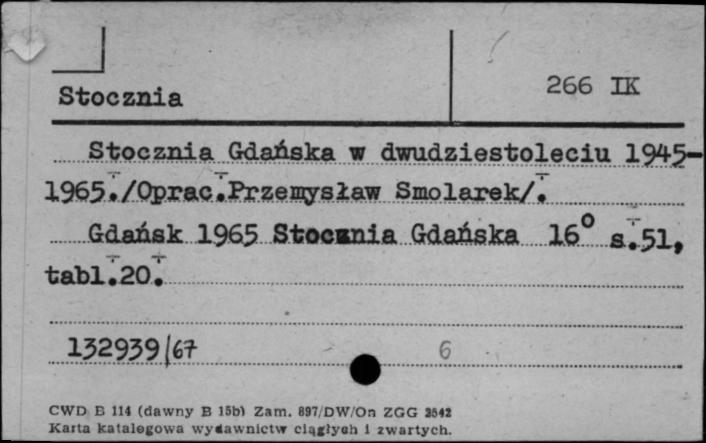 Stocznia
266 IK
Stocznia Gdańska w dwudziestoleciu 1945-
1965./Oprac.Przemysław Smolarek/.
Gdańsk 1965 Stocznia Gdańska 16° s.51,
tabl.20.
132939/67
6
CWD B 114 (dawny B 15b) Zam. 897/DW/On ZGG 2542
Karta katalogowa wydawnictw ciągłych i zwartych.